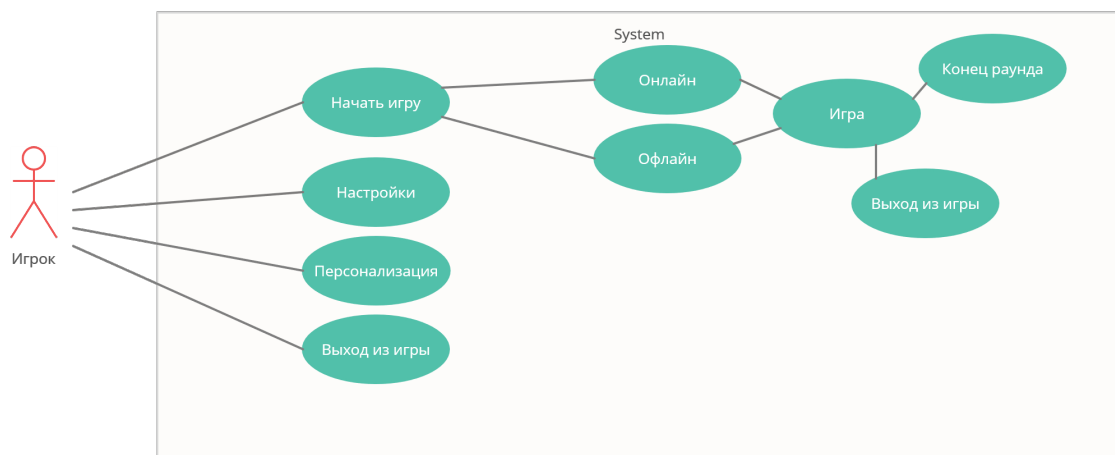 System
Игрок
Начать игру
Настройки
Персонализация
Выход из игры
Онлайн
Офлайн
Игра
Конец раунда
Выход из игры